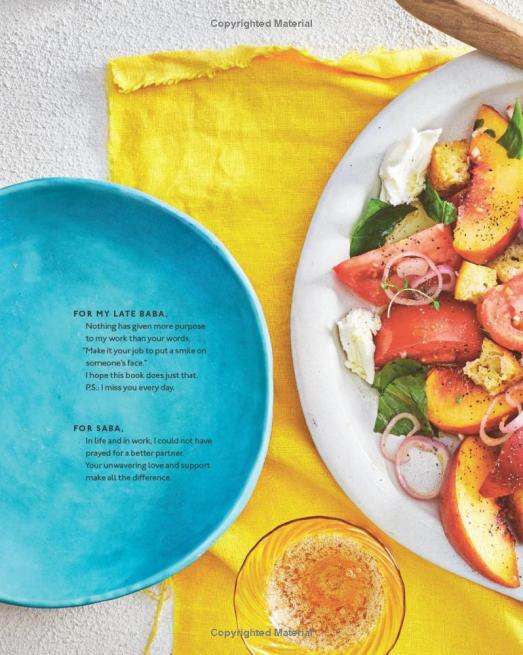 Copyrighted Material
FOR MY LATE BABA,
Nothing has given more purpose
to my work than your words,
"Make it your job to put a smile on
someone's face."
I hope this book does just that.
P.S.: I miss you every day.
FOR SABA,
In life and in work, I could not have
prayed for a better partner.
Your unwavering love and support
make all the difference.
Copyrighted Material